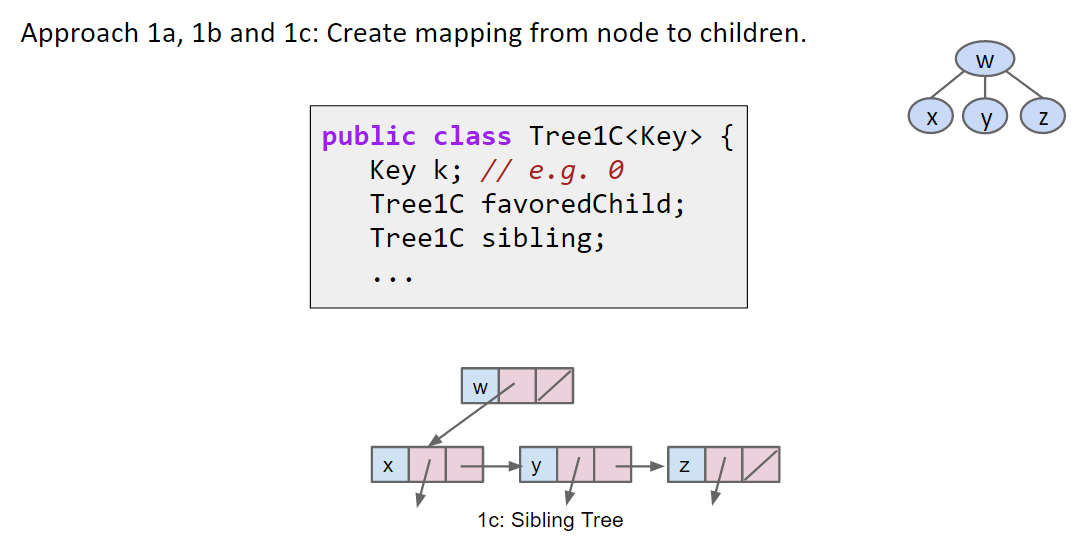 Approach 1a, 1b and 1c: Create mapping from node to children.
w
x y z
public class Tree1C<Key> {
Key k; // e.g. 0
Tree1C favoredChild;
Tree1C sibling;
...
w
x y z
1c: Sibling Tree